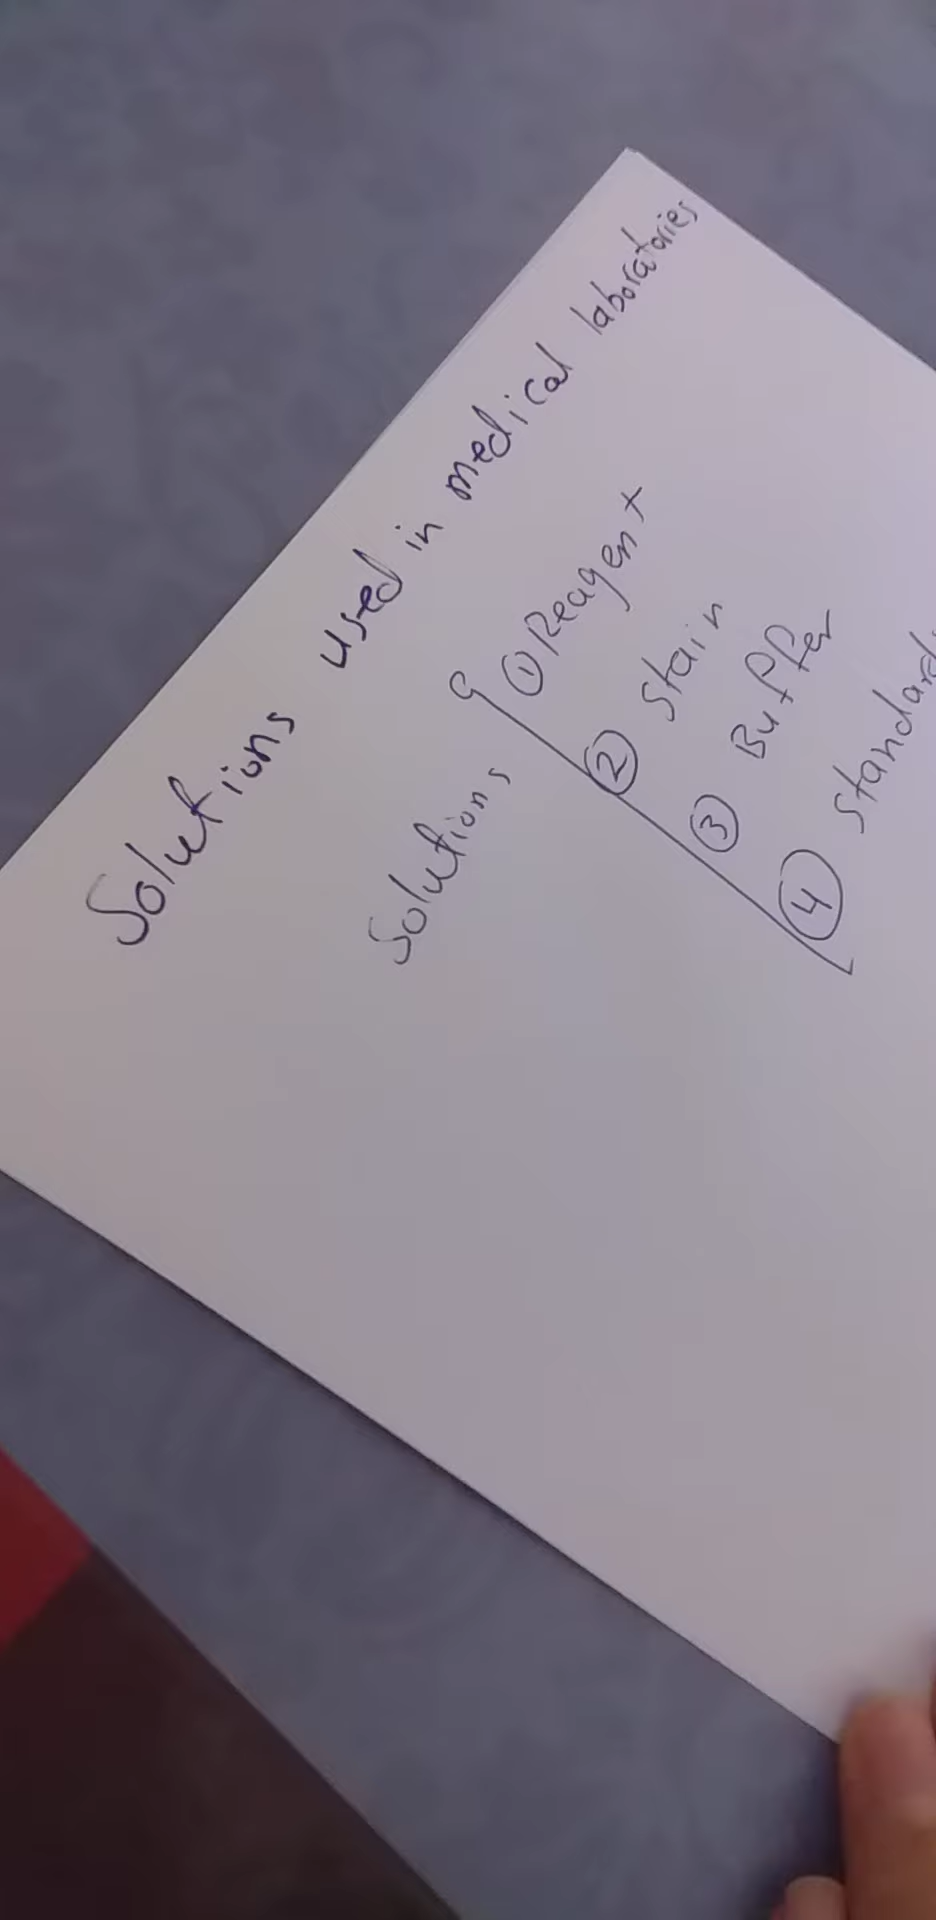 Solutions used in medical laboratories
Solutions
① Reagent
② Stain
③ Buffer
④ Standard